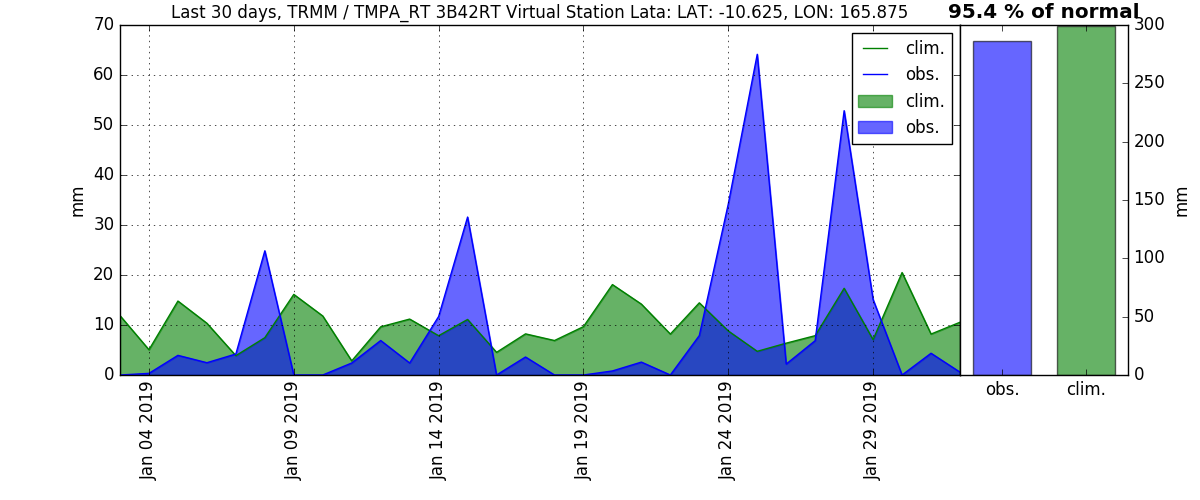 Last 30 days, TRMM / TMPA_RT 3B42RT Virtual Station Lata: LAT: -10.625, LON: 165.875
95.4 % of normal
70
60
50
40
30
20
10
0
mm
clim.
obs.
clim.
obs.
Jan 04 2019
Jan 09 2019
Jan 14 2019
Jan 19 2019
Jan 24 2019
Jan 29 2019
300
250
200
150
100
50
0
mm
obs.
clim.